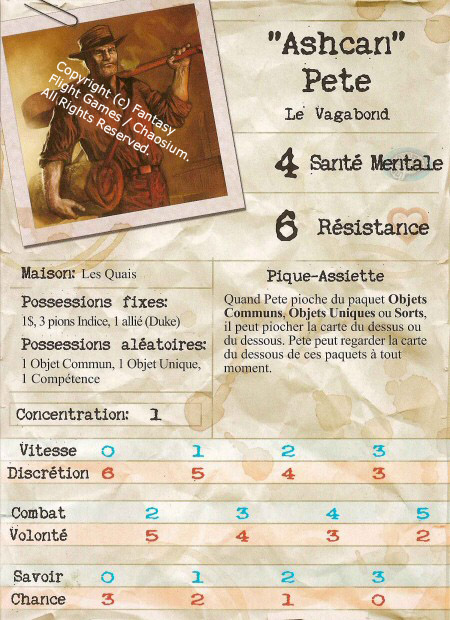 "Ashcan"
Pete
Le Vagabond
Copyright (c) Fantasy
Flight Games / Chaosium.
All Rights Reserved.
4 Santé Mentale
6 Résistance
Maison: Les Quais
Possessions fixes:
1$, 3 pions Indice, 1 allié (Duke)
Possessions aléatoires:
1 Objet Commun, 1 Objet Unique,
1 Compétence
Concentration: 1
Pique-Assiette
Quand Pete pioche du paquet Objets
Communs, Objets Uniques ou Sorts,
il peut piocher la carte du dessus ou
du dessous. Pete peut regarder la carte
du dessous de ces paquets à tout
moment.
Vitesse 0 1 2 3
Discrétion 6 5 4 3
Combat 2 3 4 5
Volonté 5 4 3 2
Savoir 0 1 2 3
Chance 3 2 1 0